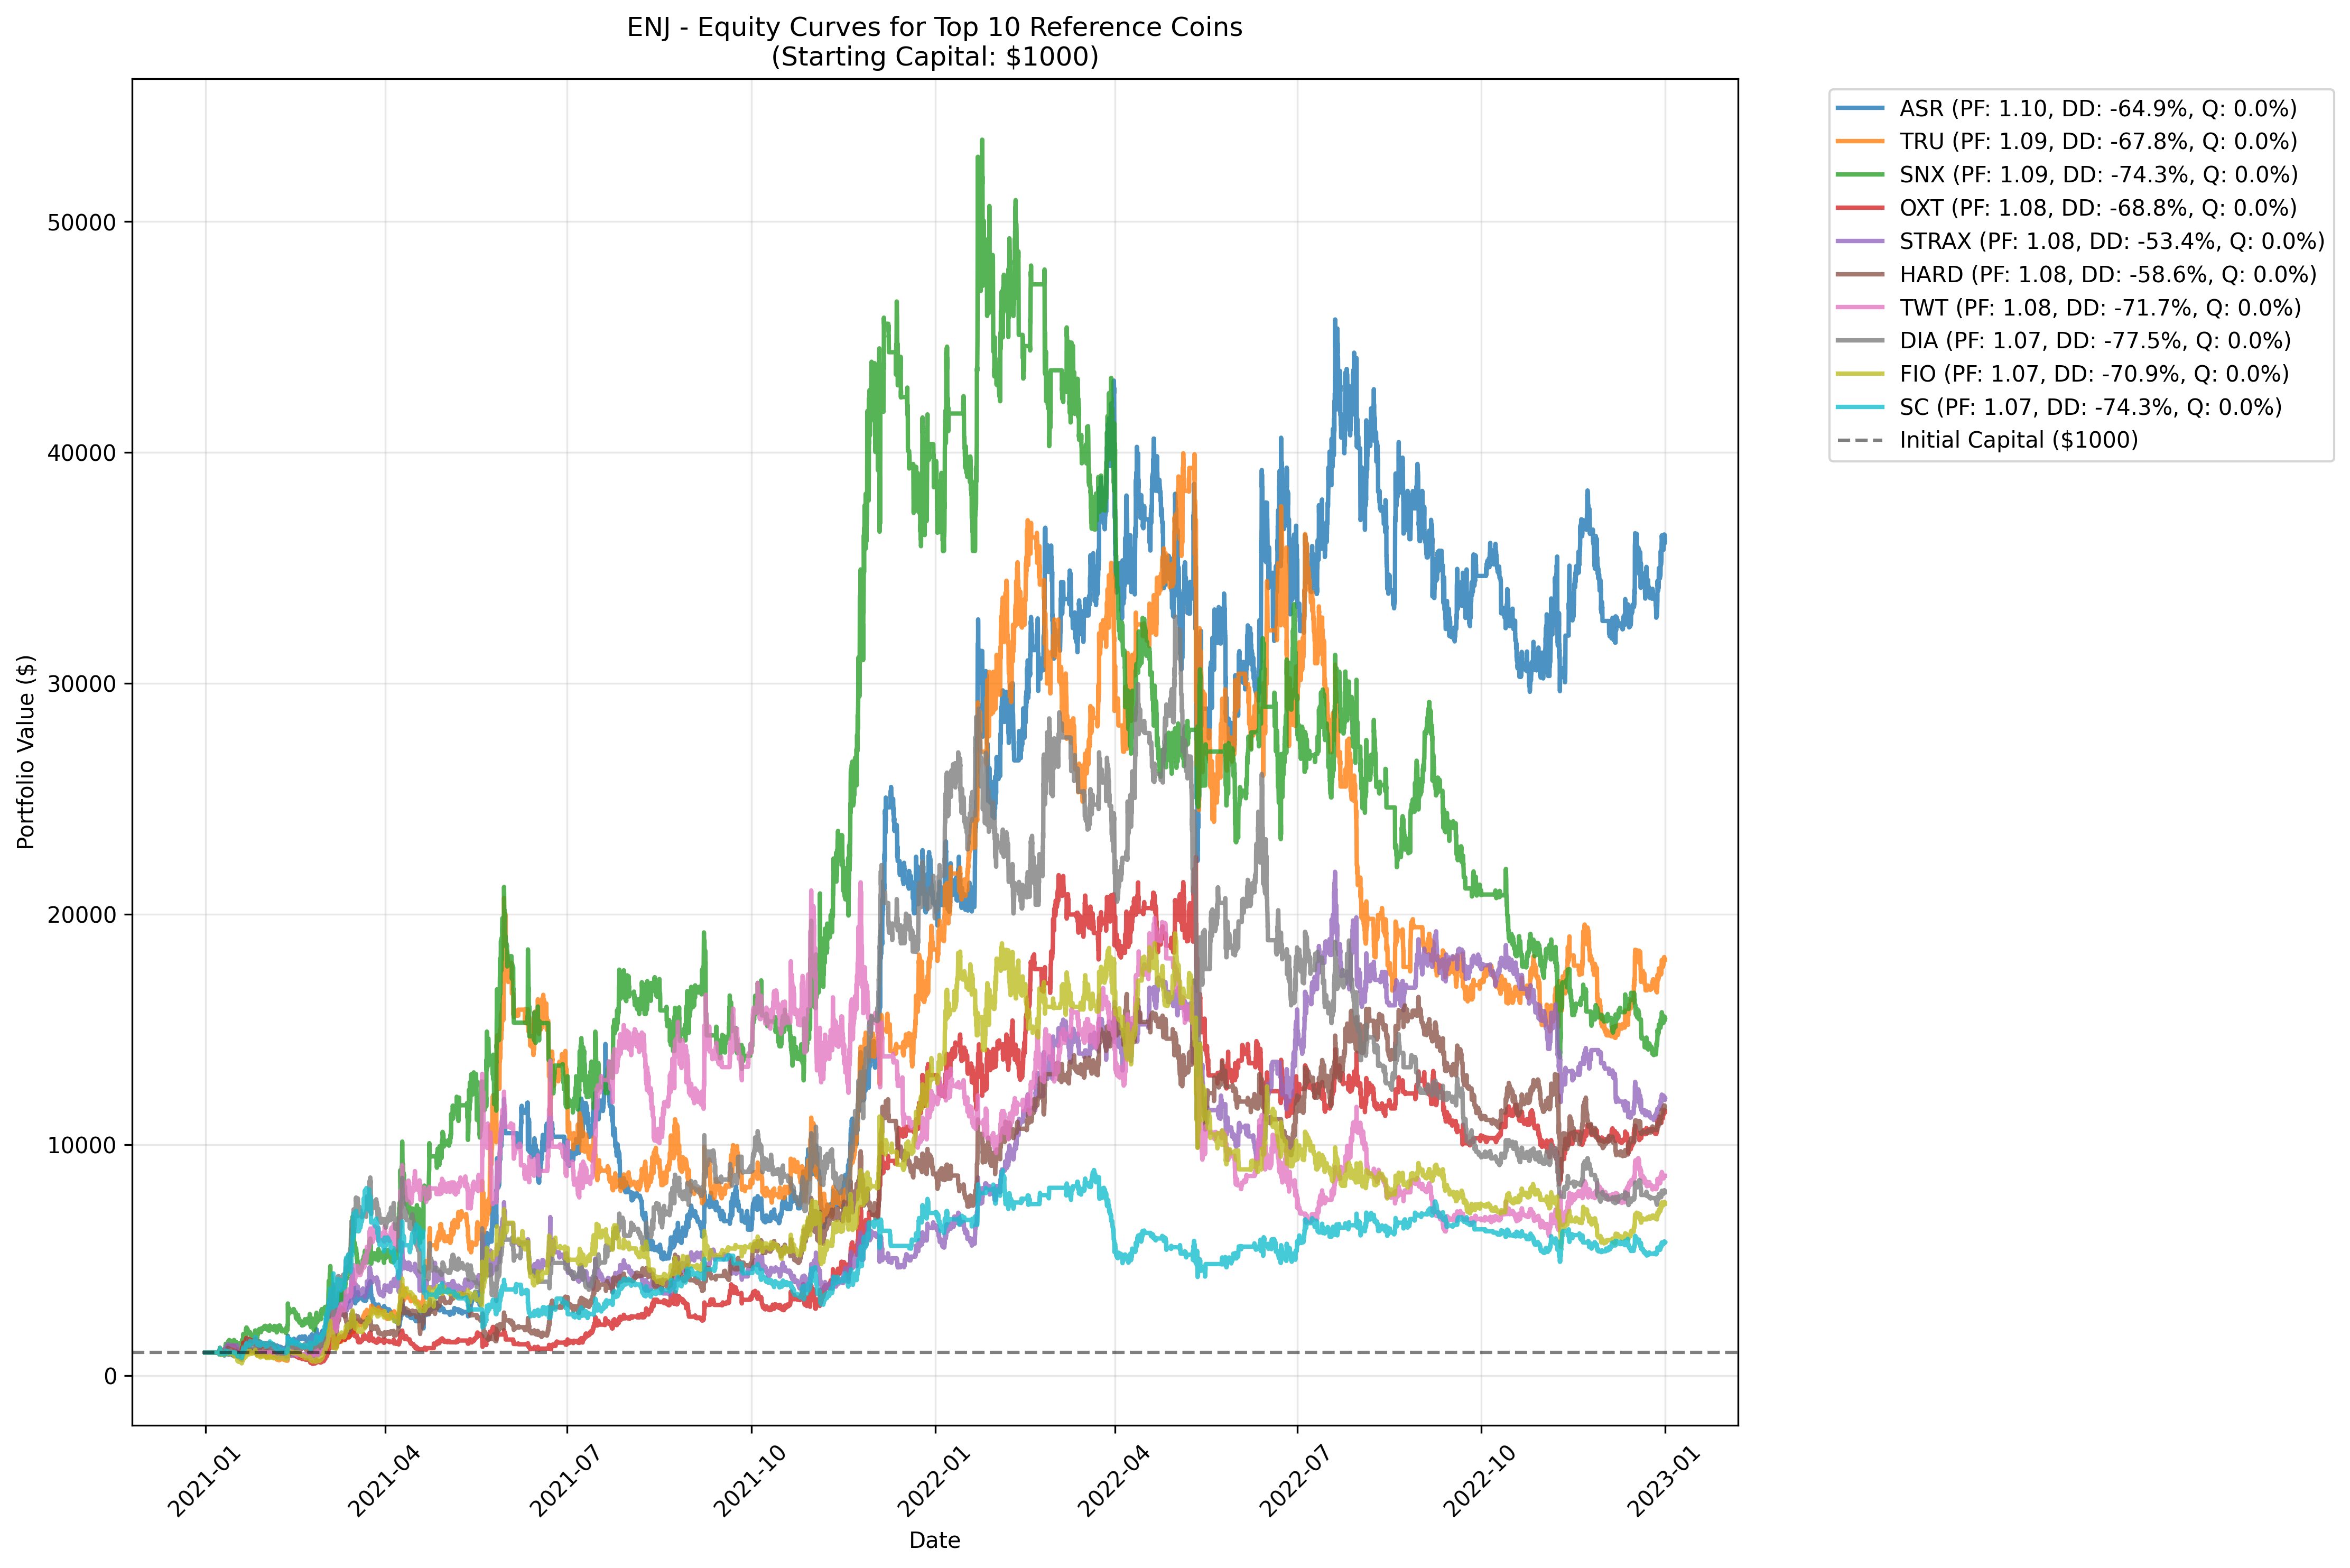 ENJ - Equity Curves for Top 10 Reference Coins
(Starting Capital: $1000)
ASR (PF: 1.10, DD: -64.9%, Q: 0.0%)
TRU (PF: 1.09, DD: -67.8%, Q: 0.0%)
SNX (PF: 1.09, DD: -74.3%, Q: 0.0%)
OXT (PF: 1.08, DD: -68.8%, Q: 0.0%)
STRAX (PF: 1.08, DD: -53.4%, Q: 0.0%)
HARD (PF: 1.08, DD: -58.6%, Q: 0.0%)
TWT (PF: 1.08, DD: -71.7%, Q: 0.0%)
DIA (PF: 1.07, DD: -77.5%, Q: 0.0%)
FIO (PF: 1.07, DD: -70.9%, Q: 0.0%)
SC (PF: 1.07, DD: -74.3%, Q: 0.0%)
Initial Capital ($1000)
Portfolio Value ($)
50000
40000
30000
20000
10000
0
2021-01
2021-04
2021-07
2021-10
2022-01
2022-04
2022-07
2022-10
2023-01
Date